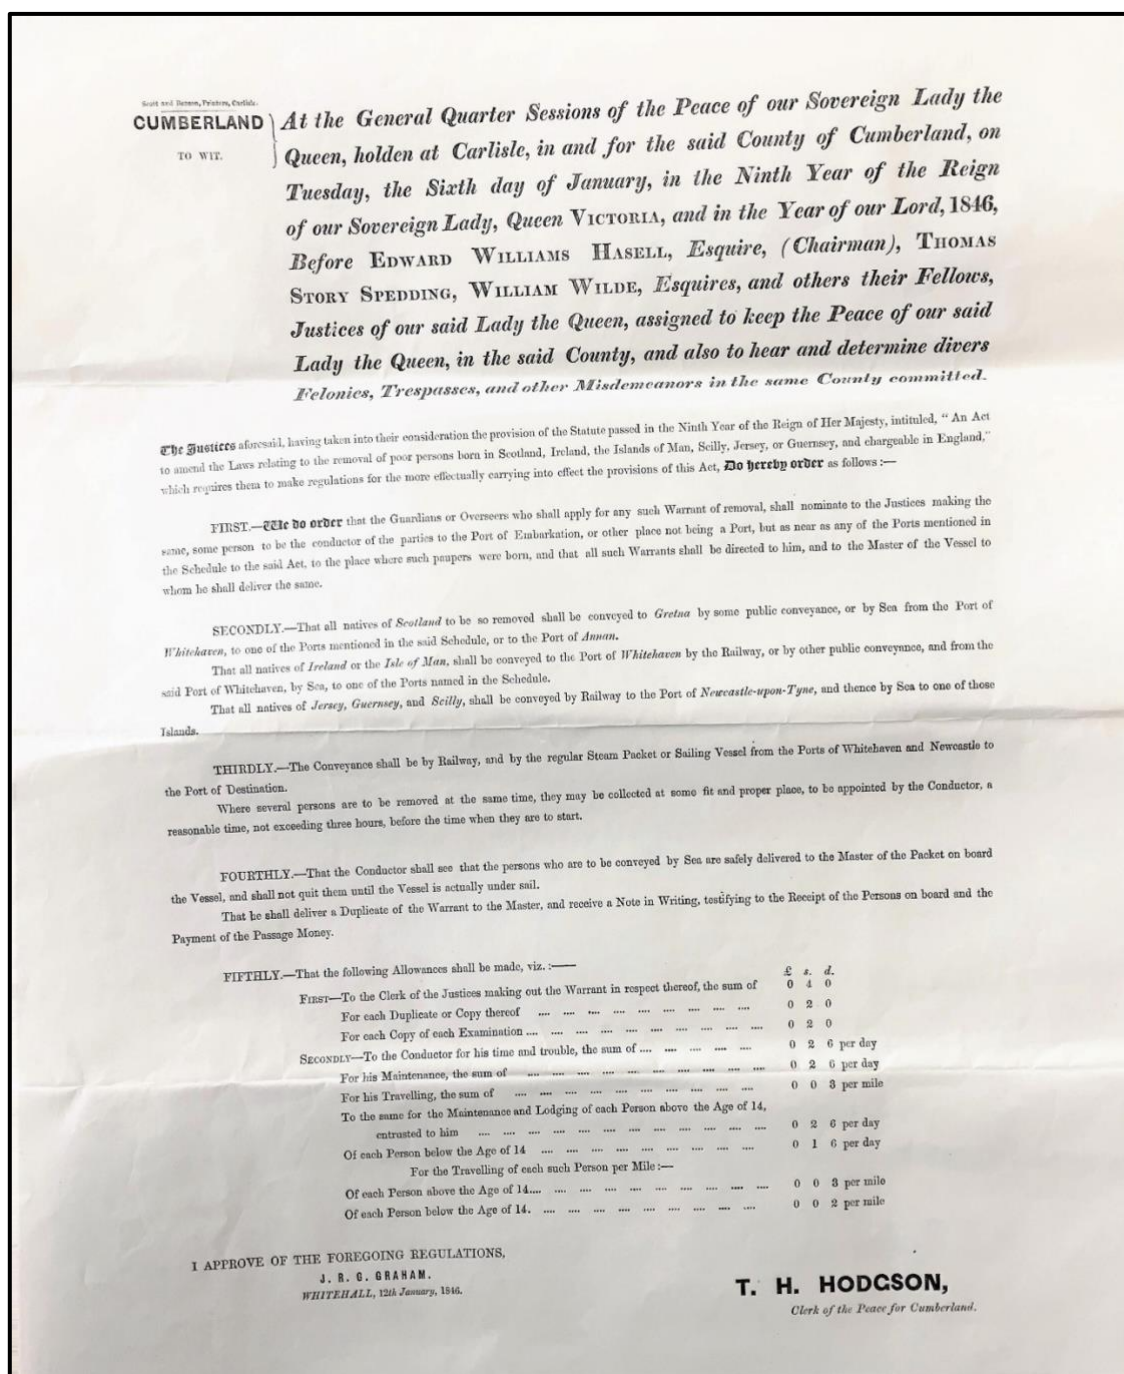 Scott and Benson, Printers, Carlisle.
CUMBERLAND
TO WIT.
At the General Quarter Sessions of the Peace of our Sovereign Lady the
Queen, holden at Carlisle, in and for the said County of Cumberland, on
Tuesday, the Sixth day of January, in the Ninth Year of the Reign
of our Sovereign Lady, Queen VICTORIA, and in the Year of our Lord, 1846,
Before EDWARD WILLIAMS HASELL, Esquire, (Chairman), THOMAS
STORY SPEDDING, WILLIAM WILDE, Esquires, and others their Fellows,
Justices of our said Lady the Queen, assigned to keep the Peace of our said
Lady the Queen, in the said County, and also to hear and determine divers
Felonies, Trespasses, and other Misdemeanors in the same County committed.
The Justices aforesaid, having taken into their consideration the provision of the Statute passed in the Ninth Year of the Reign of Her Majesty, intituled, “ An Act
to amend the Laws relating to the removal of poor persons born in Scotland, Ireland, the Islands of Man, Scilly, Jersey, or Guernsey, and chargeable in England,”
which requires them to make regulations for the more effectually carrying into effect the provisions of this Act, Do hereby order as follows :—
FIRST.—We do order that the Guardians or Overseers who shall apply for any such Warrant of removal, shall nominate to the Justices making the
same, some person to be the conductor of the parties to the Port of Embarkation, or other place not being a Port, but as near as any of the Ports mentioned in
the Schedule to the said Act, to the place where such paupers were born, and that all such Warrants shall be directed to him, and to the Master of the Vessel to
whom he shall deliver the same.
SECONDLY.—That all natives of Scotland to be so removed shall be conveyed to Gretna by some public conveyance, or by Sea from the Port of
Whitehaven, to one of the Ports mentioned in the said Schedule, or to the Port of Annan.
That all natives of Ireland or the Isle of Man, shall be conveyed to the Port of Whitehaven by the Railway, or by other public conveyance, and from the
said Port of Whitehaven, by Sea, to one of the Ports named in the Schedule.
That all natives of Jersey, Guernsey, and Scilly, shall be conveyed by Railway to the Port of Newcastle-upon-Tyne, and thence by Sea to one of those
Islands.
THIRDLY.—The Conveyance shall be by Railway, and by the regular Steam Packet or Sailing Vessel from the Ports of Whitehaven and Newcastle to
the Port of Destination.
Where several persons are to be removed at the same time, they may be collected at some fit and proper place, to be appointed by the Conductor, a
reasonable time, not exceeding three hours, before the time when they are to start.
FOURTHLY.—That the Conductor shall see that the persons who are to be conveyed by Sea are safely delivered to the Master of the Packet on board
the Vessel, and shall not quit them until the Vessel is actually under sail.
That he shall deliver a Duplicate of the Warrant to the Master, and receive a Note in Writing, testifying to the Receipt of the Persons on board and the
Payment of the Passage Money.
FIFTHLY.—That the following Allowances shall be made, viz. :—
£ s. d.
FIRST—To the Clerk of the Justices making out the Warrant in respect thereof, the sum of 0 4 0
For each Duplicate or Copy thereof .... .... .... .... .... .... .... .... .... 0 2 0
For each Copy of each Examination .... .... .... .... .... .... .... .... .... .... 0 2 0
SECONDLY—To the Conductor for his time and trouble, the sum of .... .... .... .... .... 0 2 6 per day
For his Maintenance, the sum of .... .... .... .... .... .... .... .... .... .... 0 2 6 per day
For his Travelling, the sum of .... .... .... .... .... .... .... .... .... .... 0 0 3 per mile
To the same for the Maintenance and Lodging of each Person above the Age of 14,
entrusted to him .... .... .... .... .... .... .... .... .... .... .... .... 0 2 6 per day
Of each Person below the Age of 14 .... .... .... .... .... .... .... .... .... 0 1 6 per day
For the Travelling of each such Person per Mile :—
Of each Person above the Age of 14.... .... .... .... .... .... .... .... .... .... 0 0 3 per mile
Of each Person below the Age of 14. .... .... .... .... .... .... .... .... .... 0 0 2 per mile
I APPROVE OF THE FOREGOING REGULATIONS,
J. R. G. GRAHAM.
WHITEHALL, 12th January, 1846.
T. H. HODGSON,
Clerk of the Peace for Cumberland.